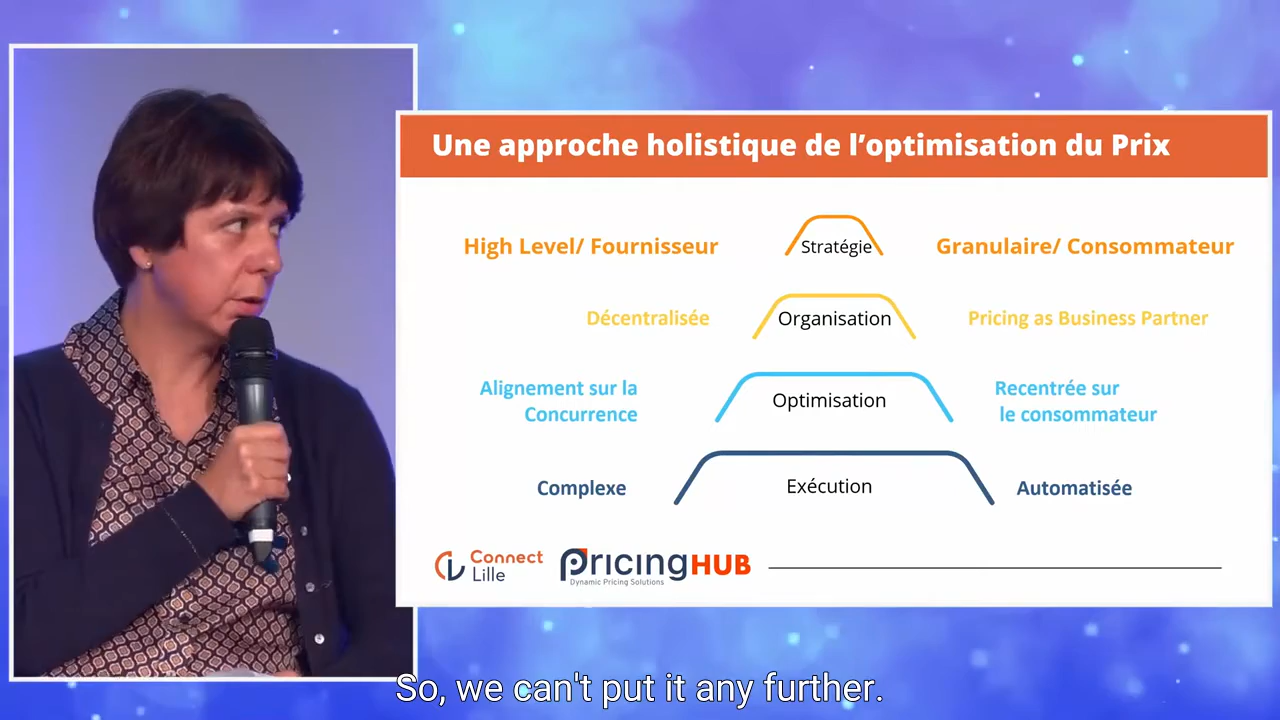 Une approche holistique de l'optimisation du Prix
High Level/ Fournisseur
Stratégie
Granulaire/ Consommateur
Décentralisée
Organisation
Pricing as Business Partner
Alignement sur la
Concurrence
Optimisation
Recentrée sur
le consommateur
Complexe
Exécution
Automatisée
Connect
Lille
PricingHUB
Dynamic Pricing Solutions
So, we can't put it any further.